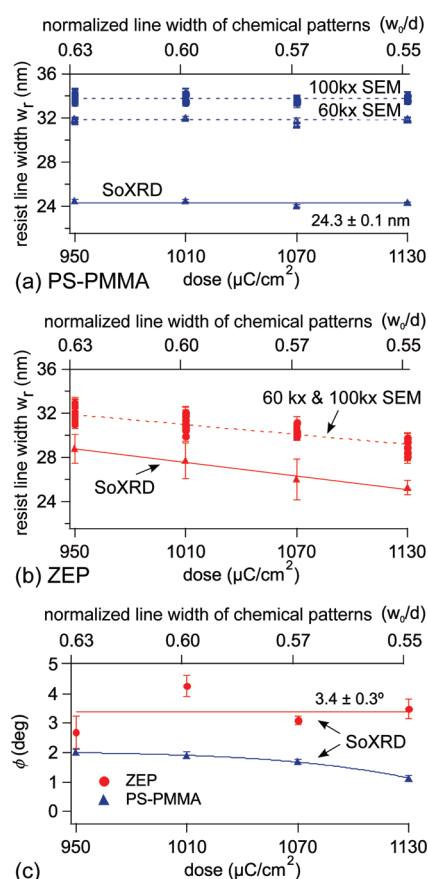 normalized line width of chemical patterns (w₀/d)
0.63 0.60 0.57 0.55
resist line width wᵣ (nm)
36
32
28
24
100kx SEM
60kx SEM
SoXRD
24.3 ± 0.1 nm
950 1010 1070 1130
(a) PS-PMMA dose (µC/cm²)
normalized line width of chemical patterns (w₀/d)
0.63 0.60 0.57 0.55
resist line width wᵣ (nm)
36
32
28
24
60 kx & 100kx SEM
SoXRD
950 1010 1070 1130
(b) ZEP dose (µC/cm²)
normalized line width of chemical patterns (w₀/d)
0.63 0.60 0.57 0.55
ϕ (deg)
5
4
3
2
1
0
3.4 ± 0.3º
SoXRD
ZEP
PS-PMMA
950 1010 1070 1130
(c) dose (µC/cm²)